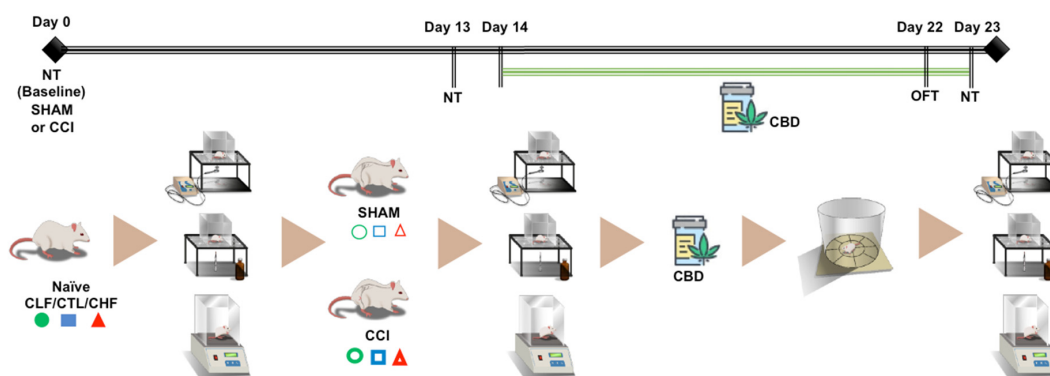 Day 0
Day 13
Day 14
Day 22
Day 23
NT
(Baseline)
SHAM
or CCI
NT
CBD
OFT
NT
Naïve
CLF/CTL/CHF
SHAM
CCI
CBD